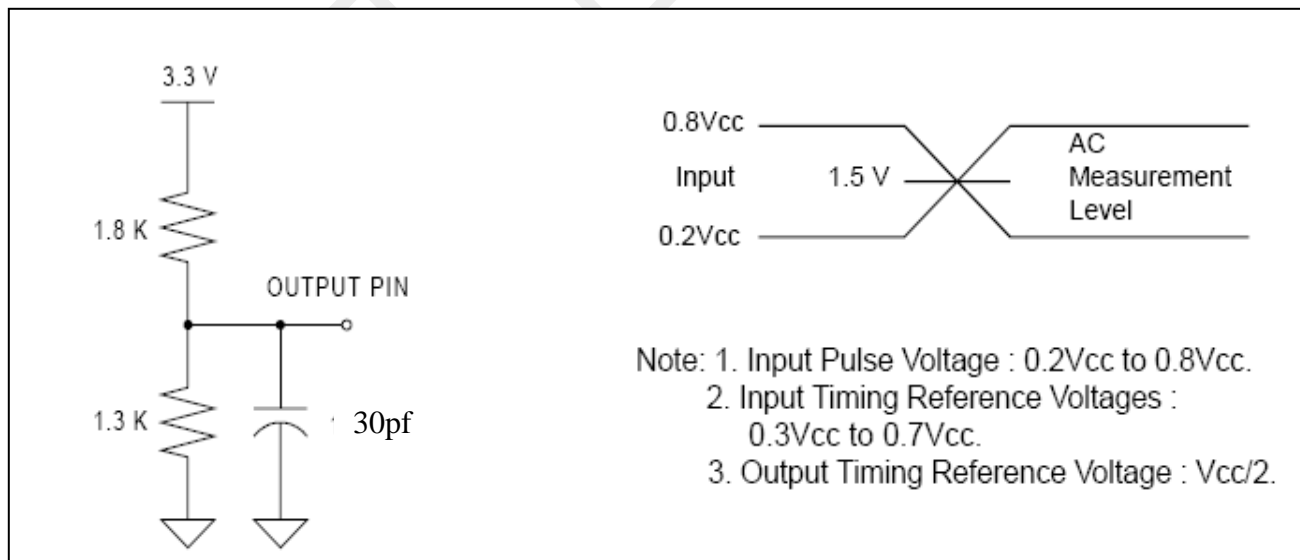 3.3 V
1.8 K
OUTPUT PIN
1.3 K
30pf
0.8Vcc
Input
1.5 V
0.2Vcc
AC
Measurement
Level
Note: 1. Input Pulse Voltage : 0.2Vcc to 0.8Vcc.
2. Input Timing Reference Voltages :
0.3Vcc to 0.7Vcc.
3. Output Timing Reference Voltage : Vcc/2.